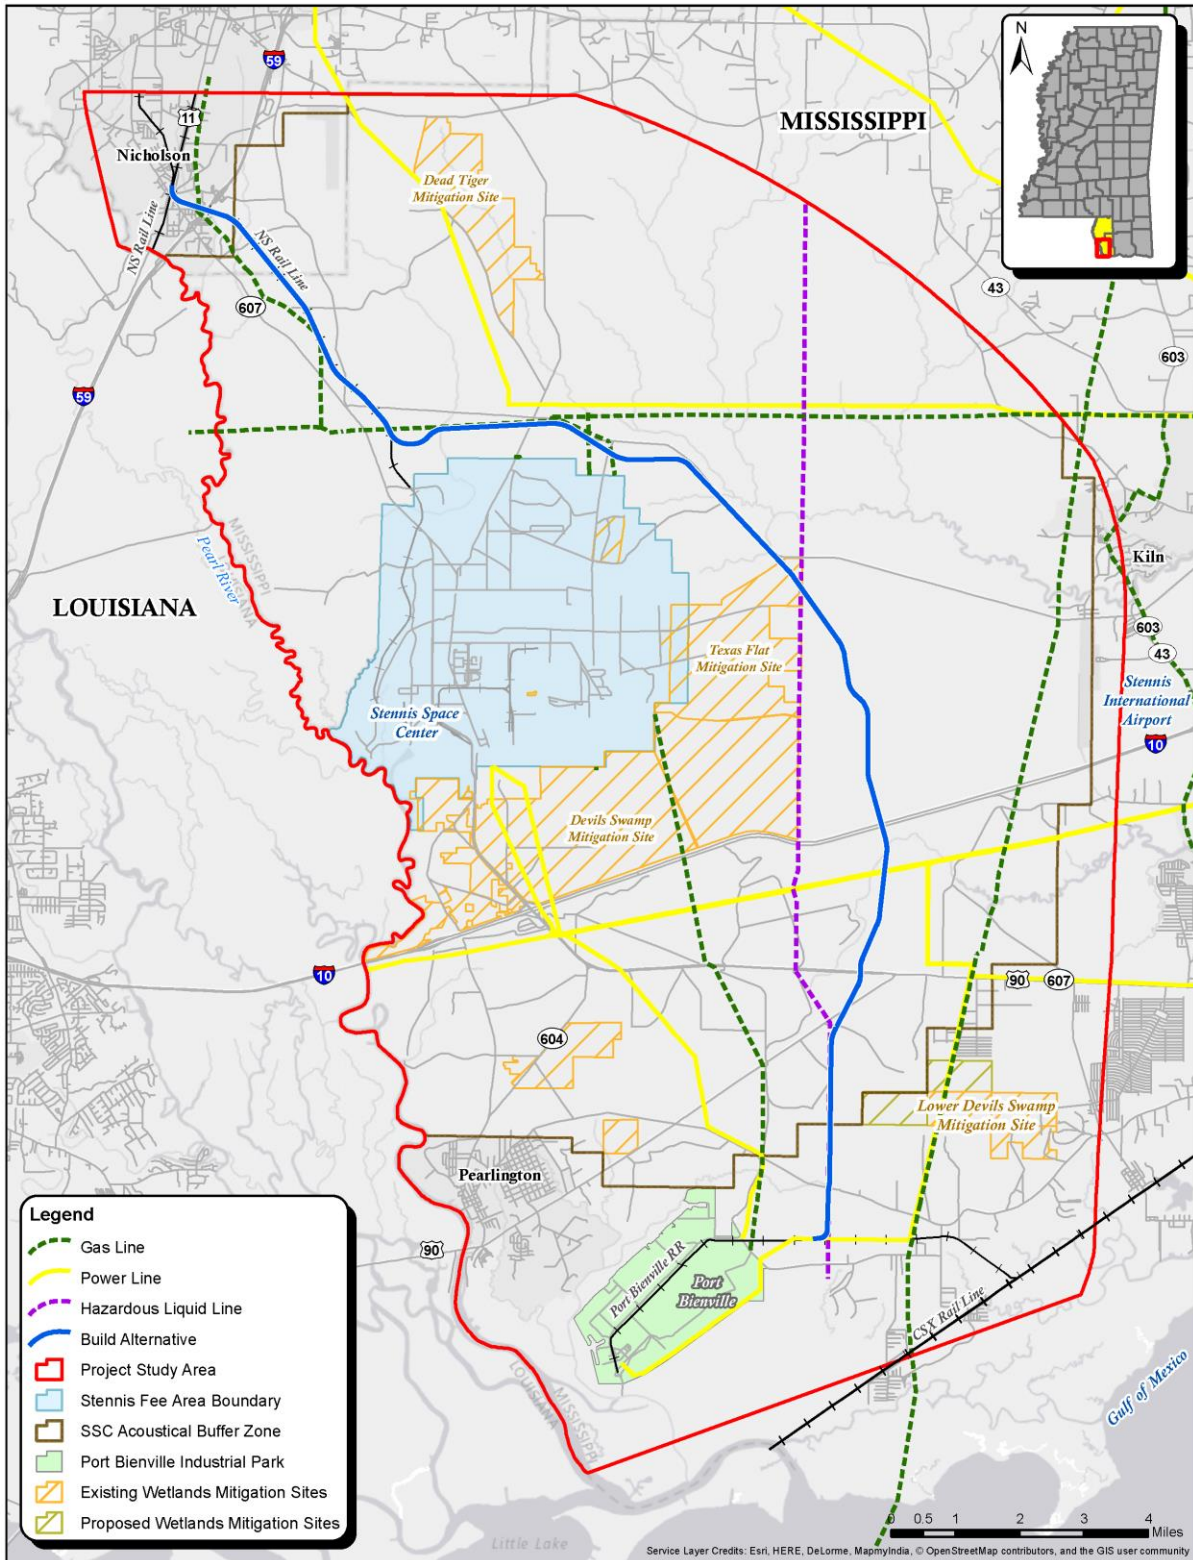 N
59
MISSISSIPPI
11
Nicholson
Dead Tiger
Mitigation Site
NS Rail Line
NS Rail Line
43
607
603
59
MISSISSIPPI
LOUISIANA
Pearl River
Kiln
LOUISIANA
603
43
Texas Flat
Mitigation Site
Stennis
International
Airport
Stennis Space
Center
10
Devils Swamp
Mitigation Site
10
90
607
604
Lower Devils Swamp
Mitigation Site
Pearlington
90
Port Bienville RR
Port
Bienville
CSX Rail Line
LOUISIANA
MISSISSIPPI
Gulf of Mexico
Little Lake
Legend
Gas Line
Power Line
Hazardous Liquid Line
Build Alternative
Project Study Area
Stennis Fee Area Boundary
SSC Acoustical Buffer Zone
Port Bienville Industrial Park
Existing Wetlands Mitigation Sites
Proposed Wetlands Mitigation Sites
0 0.5 1 2 3 4
Miles
Service Layer Credits: Esri, HERE, DeLorme, MapmyIndia, © OpenStreetMap contributors, and the GIS user community